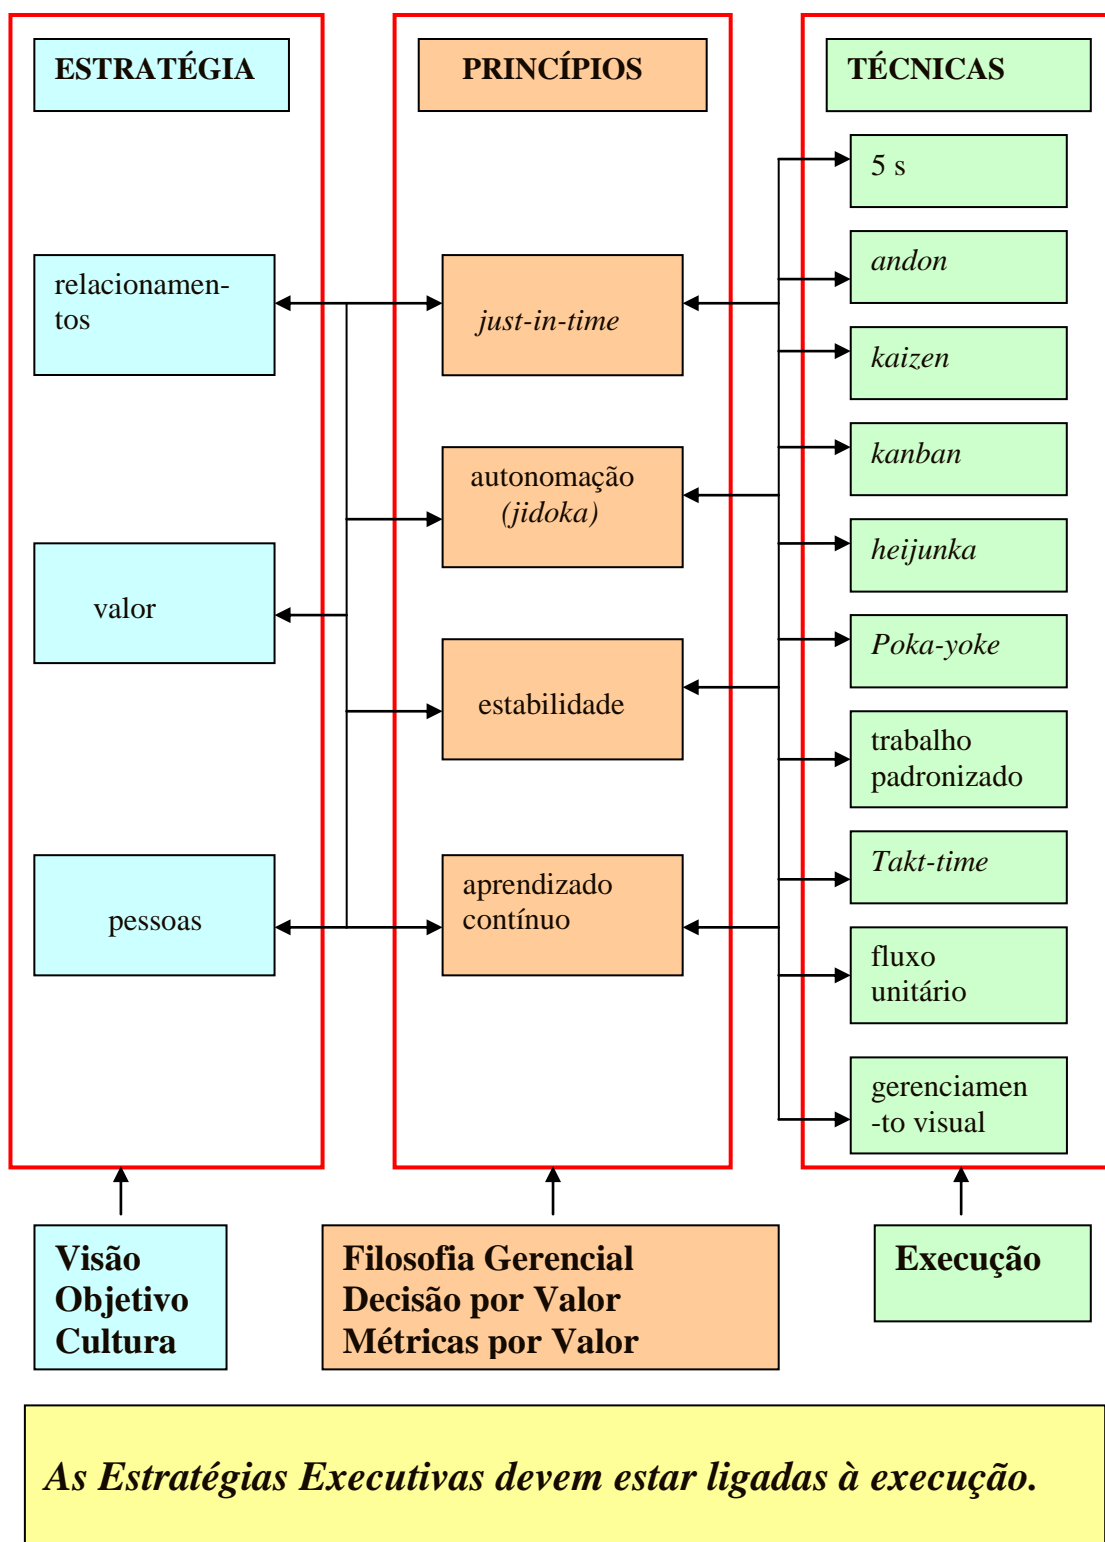 ESTRATÉGIA
relacionamen-
tos
valor
pessoas
PRINCÍPIOS
just-in-time
autonomação
(jidoka)
estabilidade
aprendizado
contínuo
TÉCNICAS
5 s
andon
kaizen
kanban
heijunka
Poka-yoke
trabalho
padronizado
Takt-time
fluxo
unitário
gerenciamen
-to visual
Visão
Objetivo
Cultura
Filosofia Gerencial
Decisão por Valor
Métricas por Valor
Execução
As Estratégias Executivas devem estar ligadas à execução.